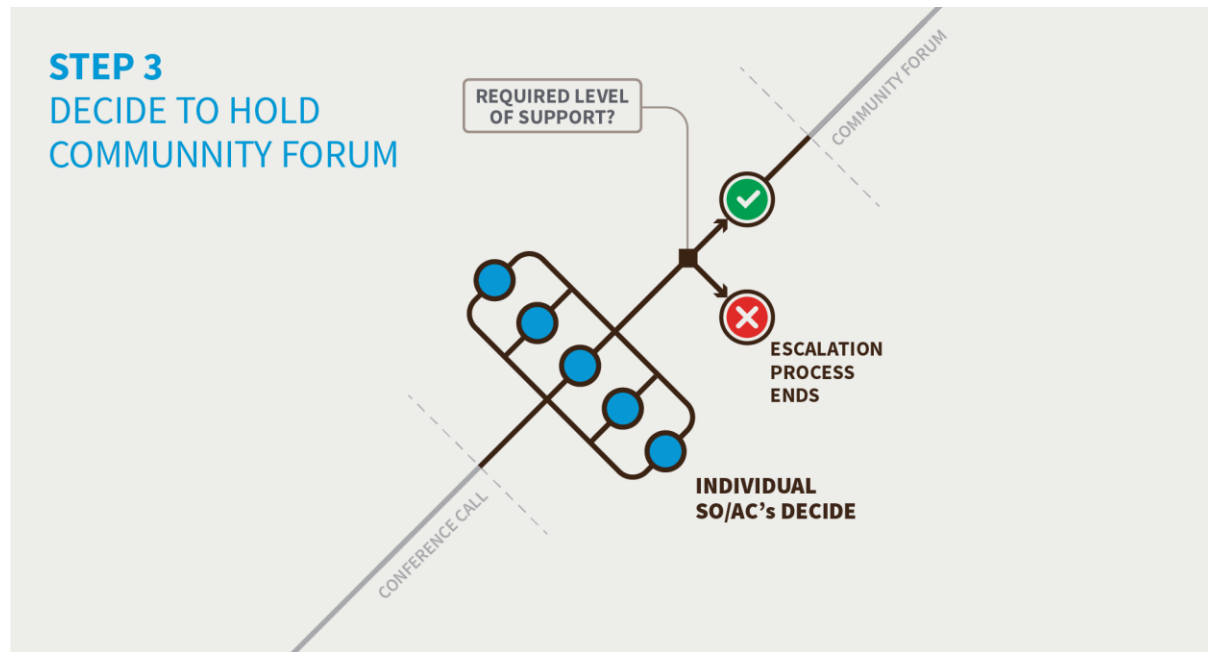 STEP 3
DECIDE TO HOLD
COMMUNNITY FORUM
REQUIRED LEVEL
OF SUPPORT?
COMMUNITY FORUM
ESCALATION
PROCESS
ENDS
INDIVIDUAL
SO/AC’s DECIDE
CONFERENCE CALL